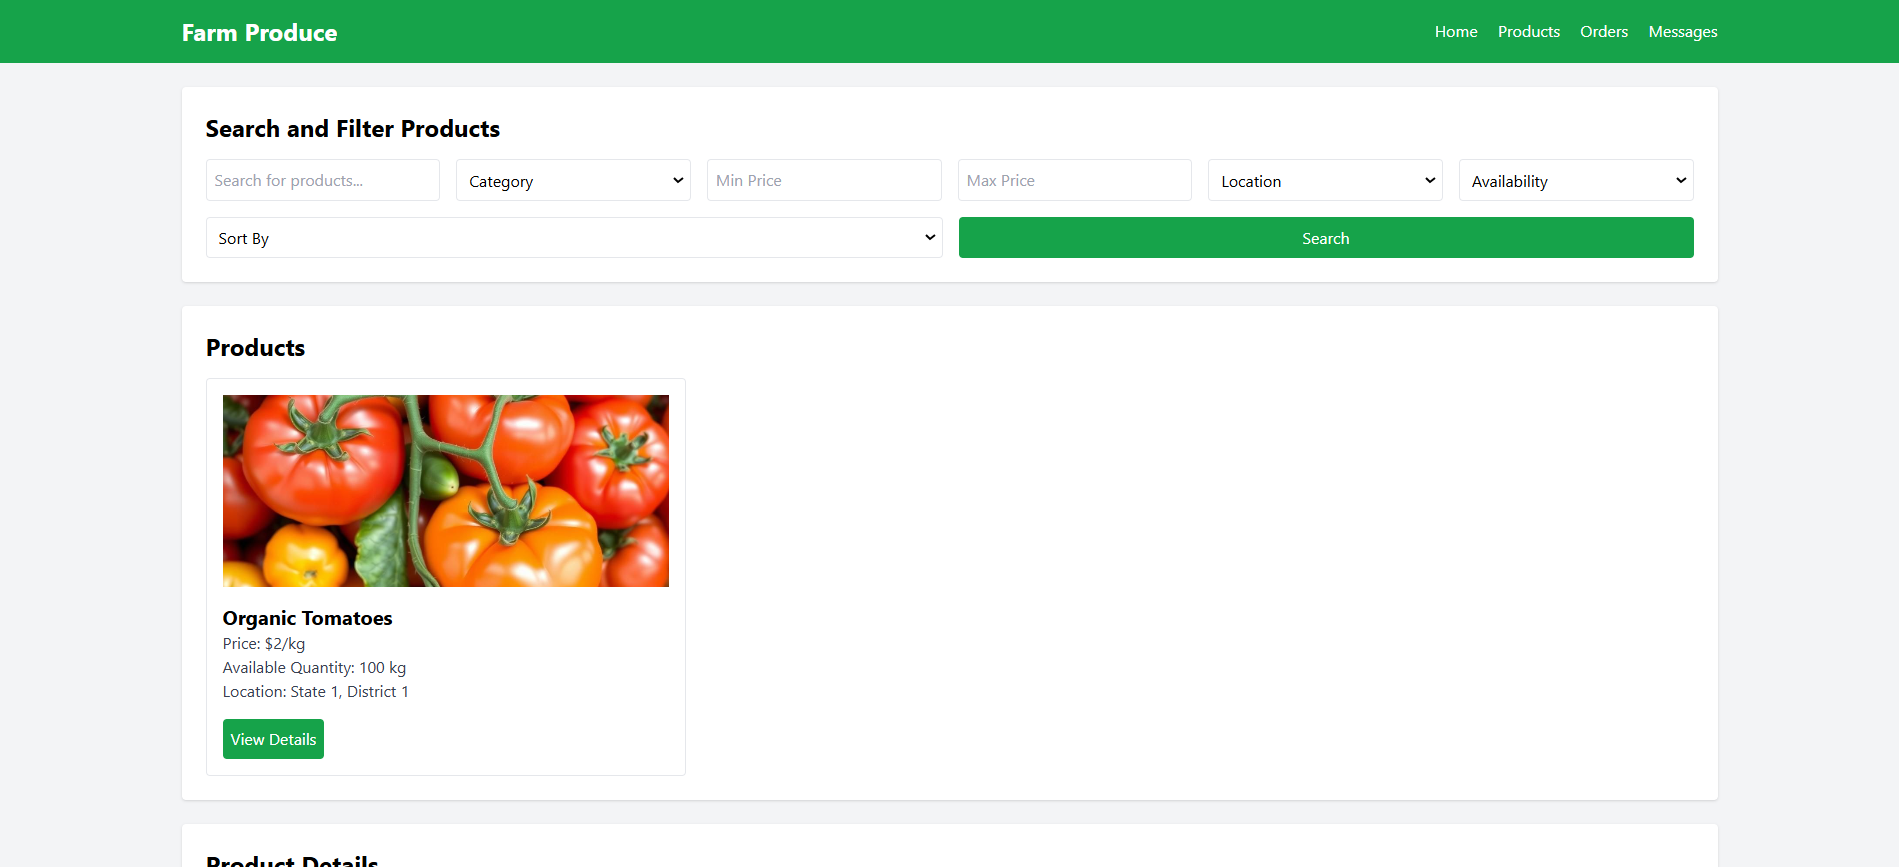 Farm Produce
Home Products Orders Messages
Search and Filter Products
Search for products... Category Min Price Max Price Location Availability
Sort By Search
Products
Organic Tomatoes
Price: $2/kg
Available Quantity: 100 kg
Location: State 1, District 1
View Details
Product Details